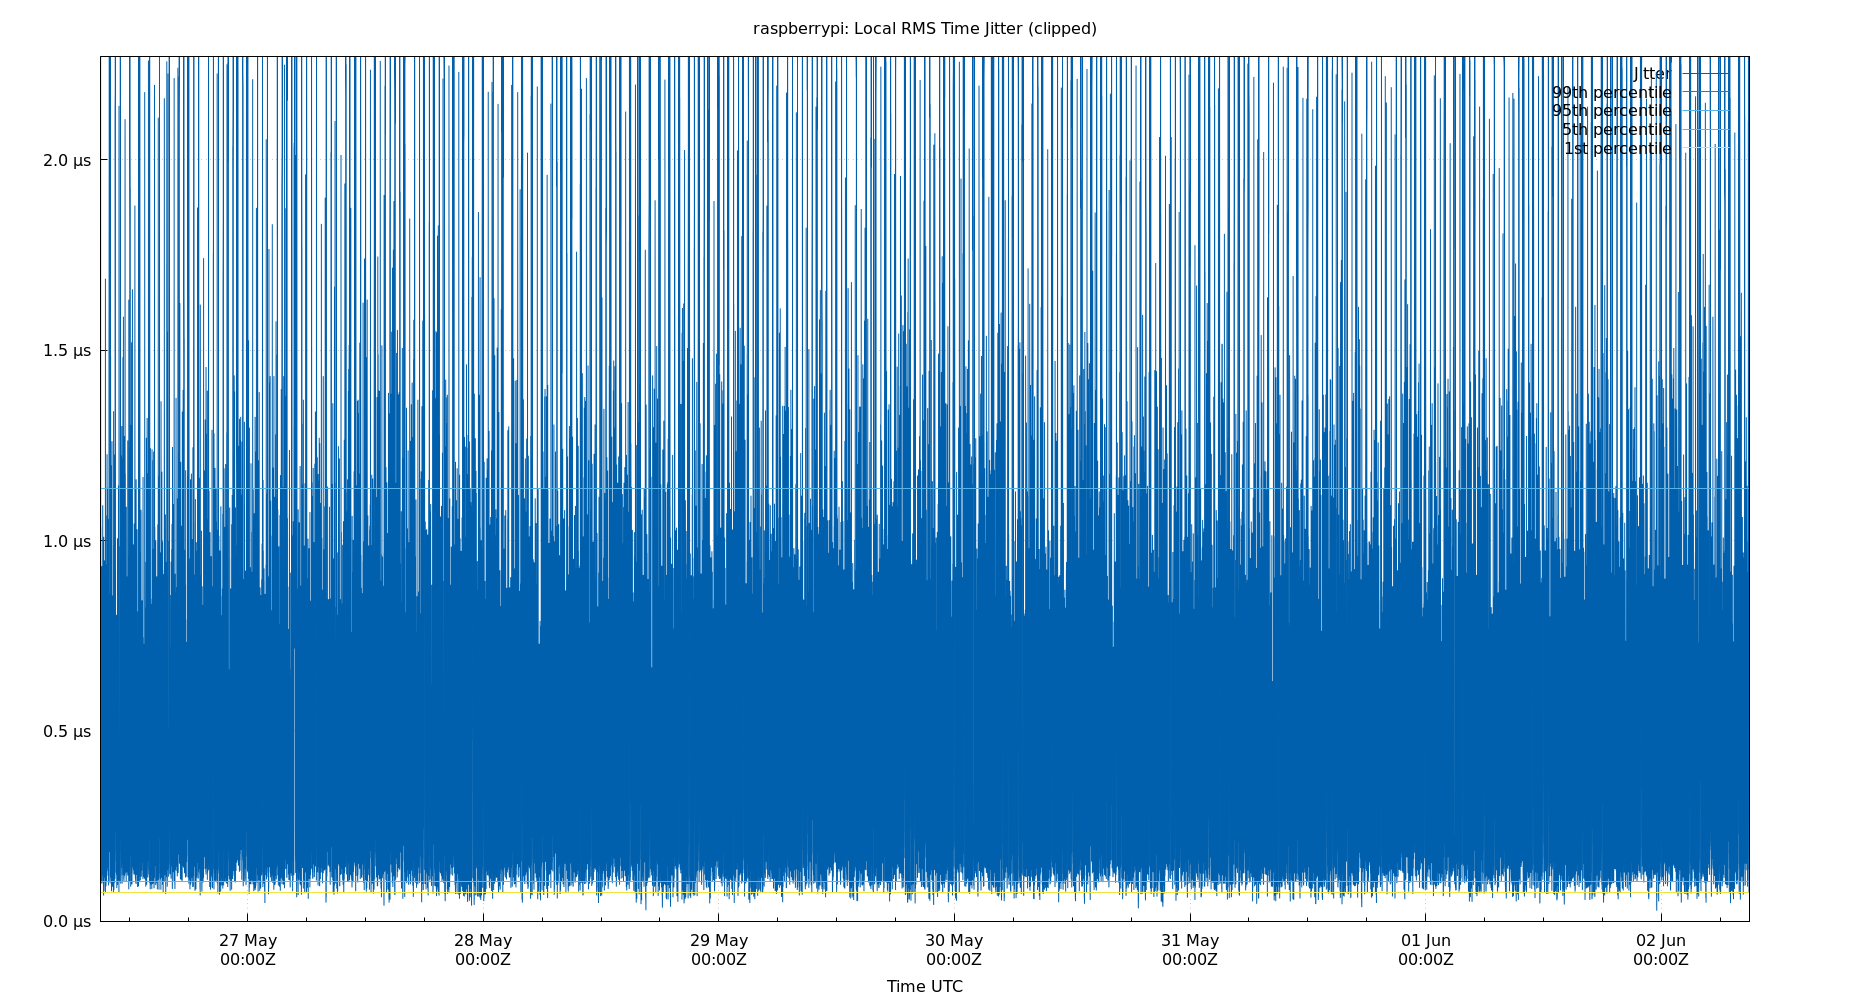 raspberrypi: Local RMS Time Jitter (clipped)
Jitter
99th percentile
95th percentile
5th percentile
1st percentile
2.0 µs
1.5 µs
1.0 µs
0.5 µs
0.0 µs
27 May 28 May 29 May 30 May 31 May 01 Jun 02 Jun
00:00Z 00:00Z 00:00Z 00:00Z 00:00Z 00:00Z 00:00Z
Time UTC